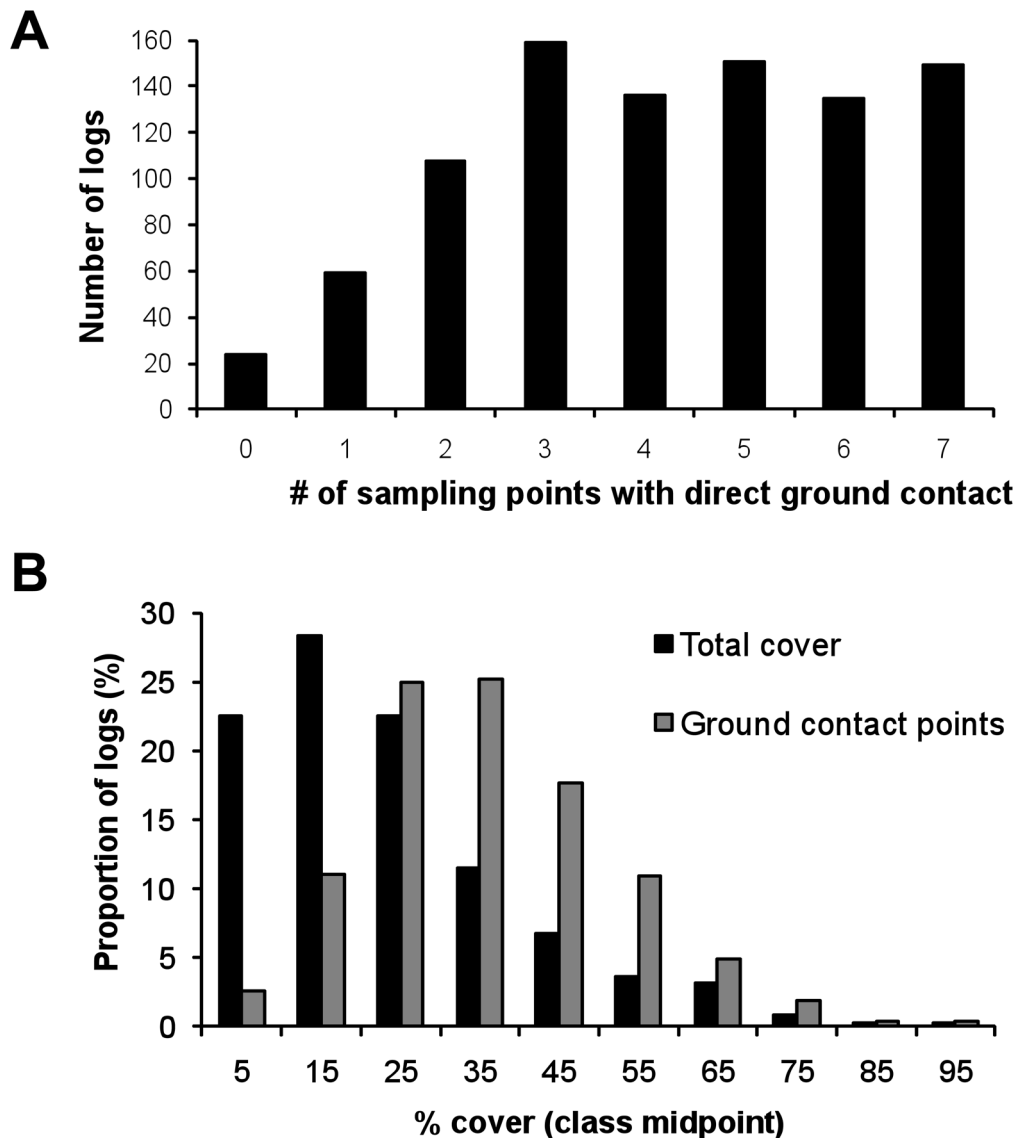 A
160
140
120
100
80
60
40
20
0
Number of logs
0 1 2 3 4 5 6 7
# of sampling points with direct ground contact
B
30
25
20
15
10
5
0
Proportion of logs (%)
Total cover
Ground contact points
5 15 25 35 45 55 65 75 85 95
% cover (class midpoint)